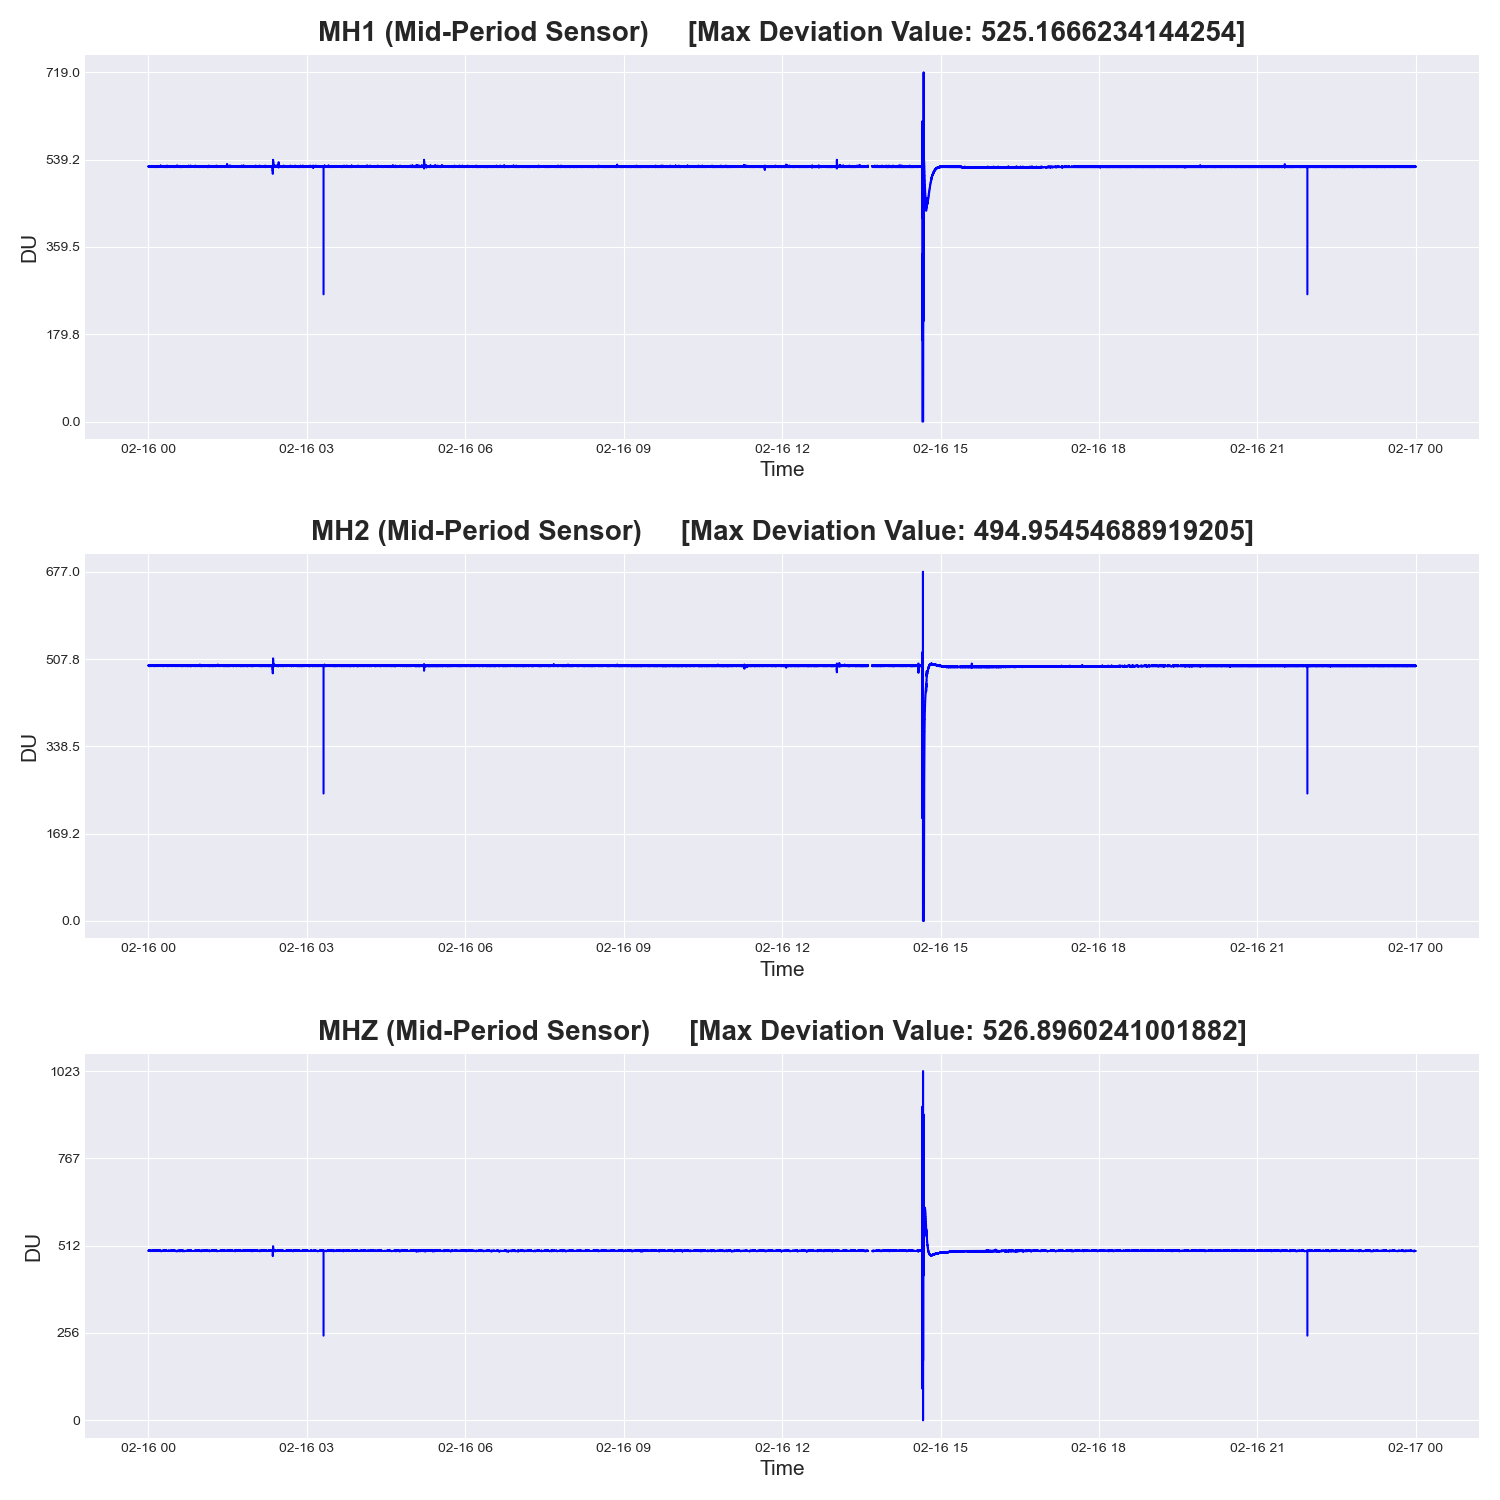 MH1 (Mid-Period Sensor) [Max Deviation Value: 525.1666234144254]
719.0
539.2
359.5
179.8
0.0
DU
02-16 00 02-16 03 02-16 06 02-16 09 02-16 12 02-16 15 02-16 18 02-16 21 02-17 00
Time
MH2 (Mid-Period Sensor) [Max Deviation Value: 494.95454688919205]
677.0
507.8
338.5
169.2
0.0
DU
02-16 00 02-16 03 02-16 06 02-16 09 02-16 12 02-16 15 02-16 18 02-16 21 02-17 00
Time
MHZ (Mid-Period Sensor) [Max Deviation Value: 526.8960241001882]
1023
767
512
256
0
DU
02-16 00 02-16 03 02-16 06 02-16 09 02-16 12 02-16 15 02-16 18 02-16 21 02-17 00
Time